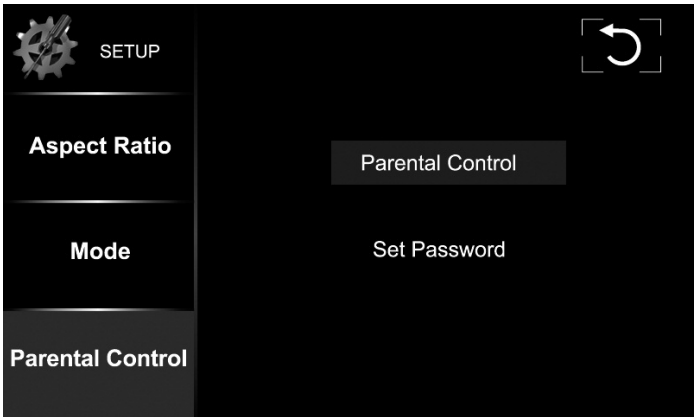 SETUP
Aspect Ratio
Mode
Parental Control
Parental Control
Set Password